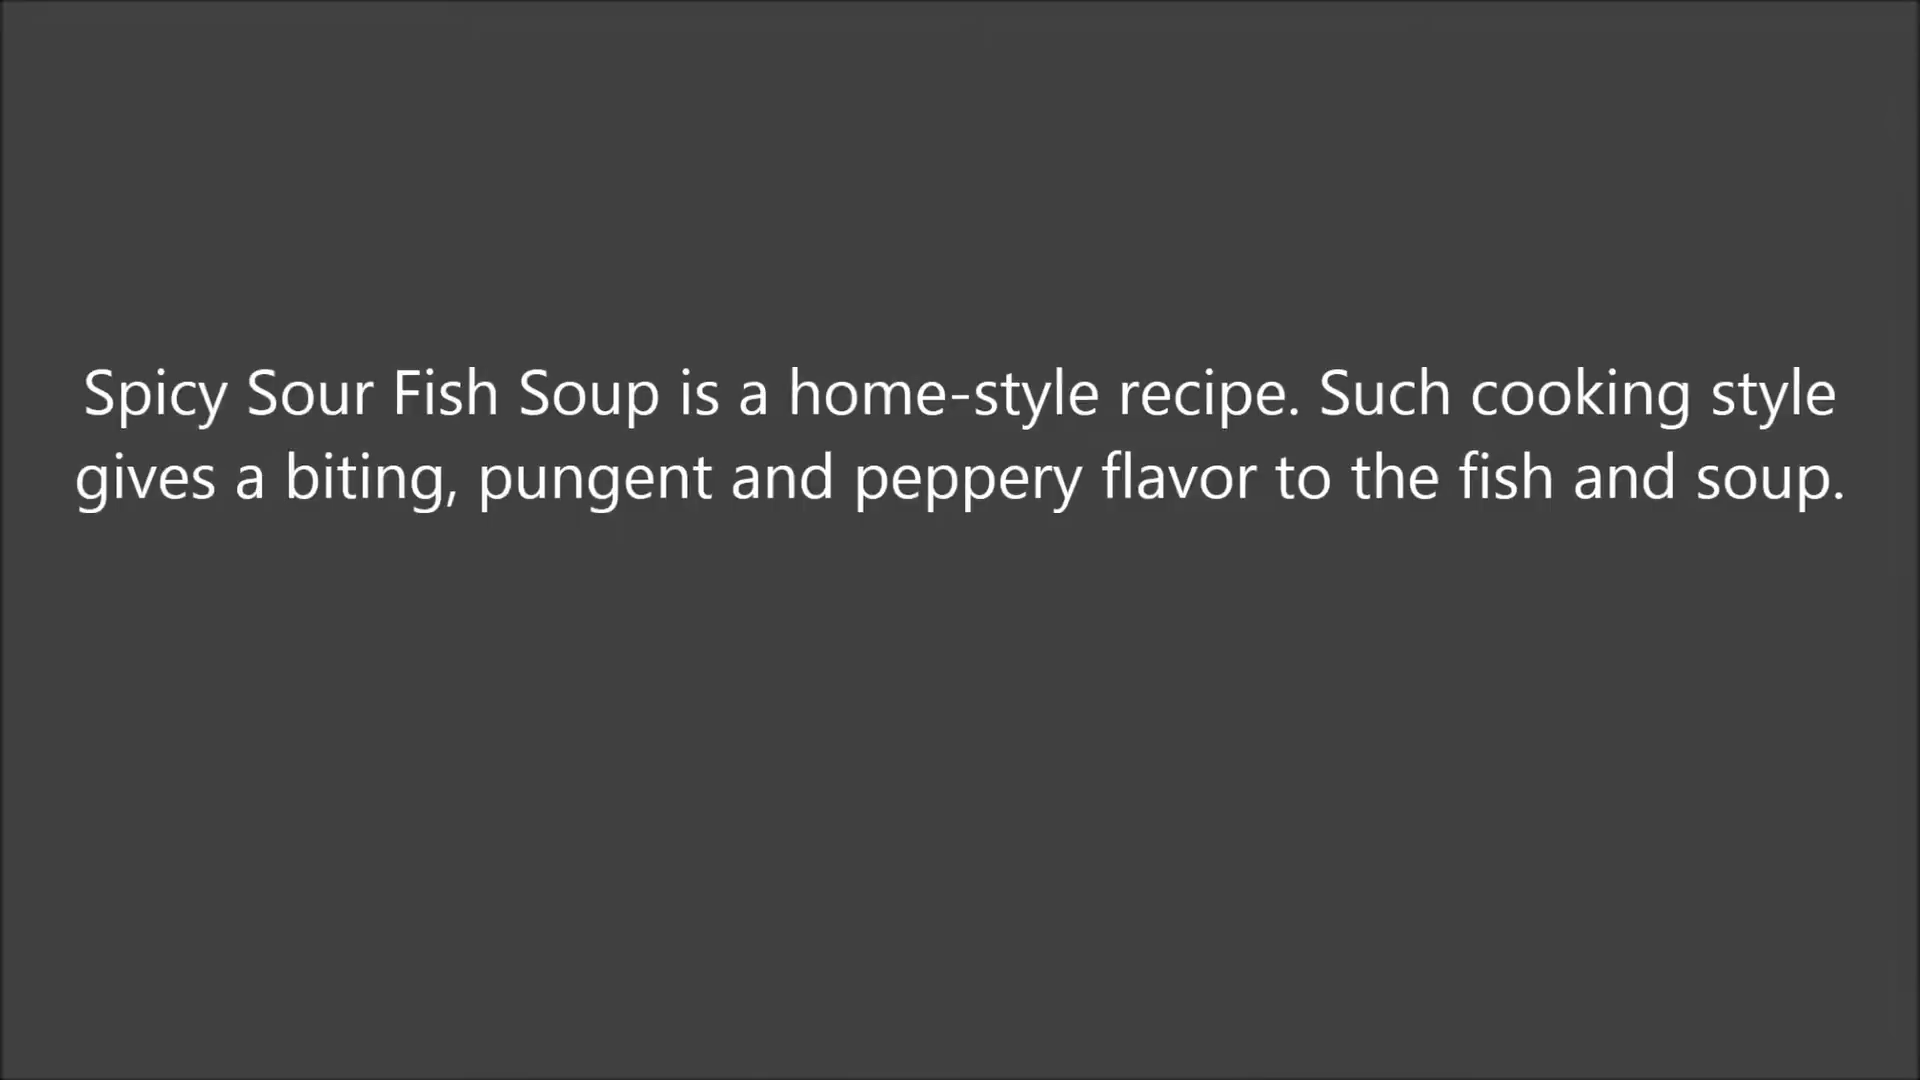 Spicy Sour Fish Soup is a home-style recipe. Such cooking style
gives a biting, pungent and peppery flavor to the fish and soup.